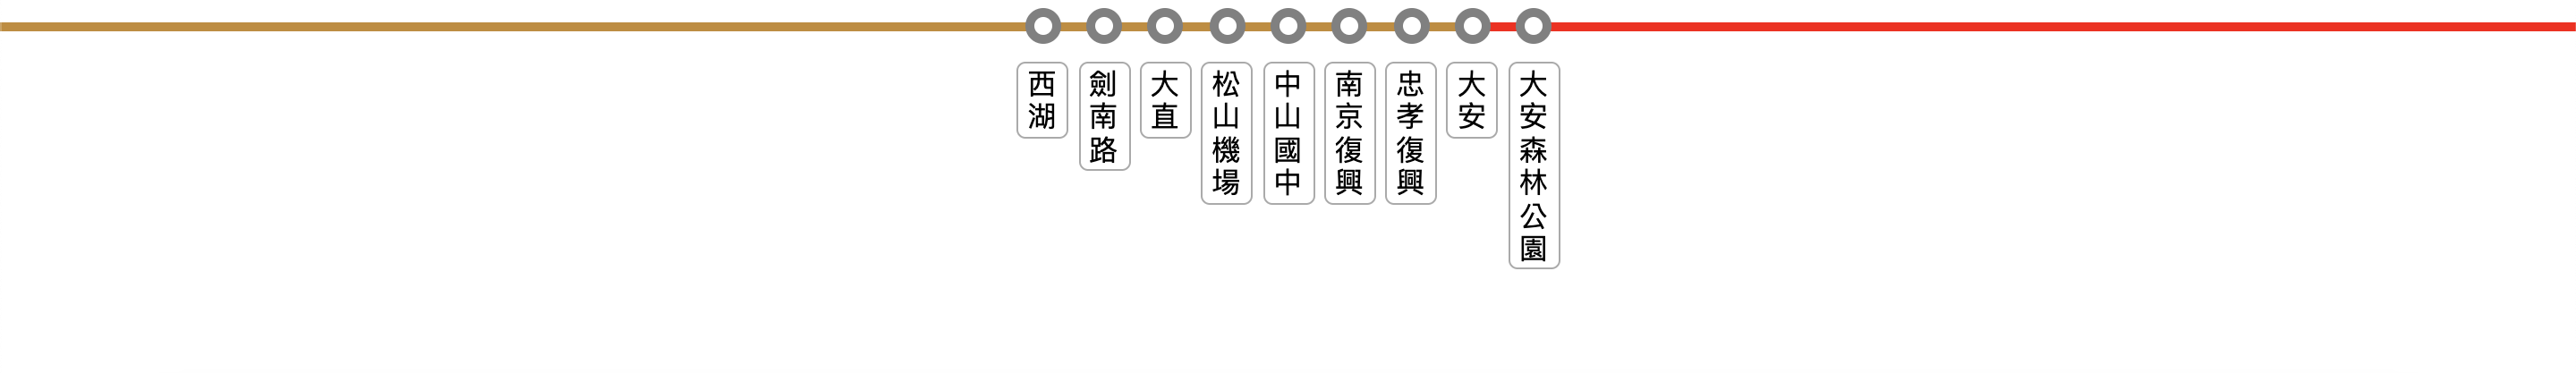 西湖
劍南路
大直
松山機場
中山國中
南京復興
忠孝復興
大安
大安森林公園